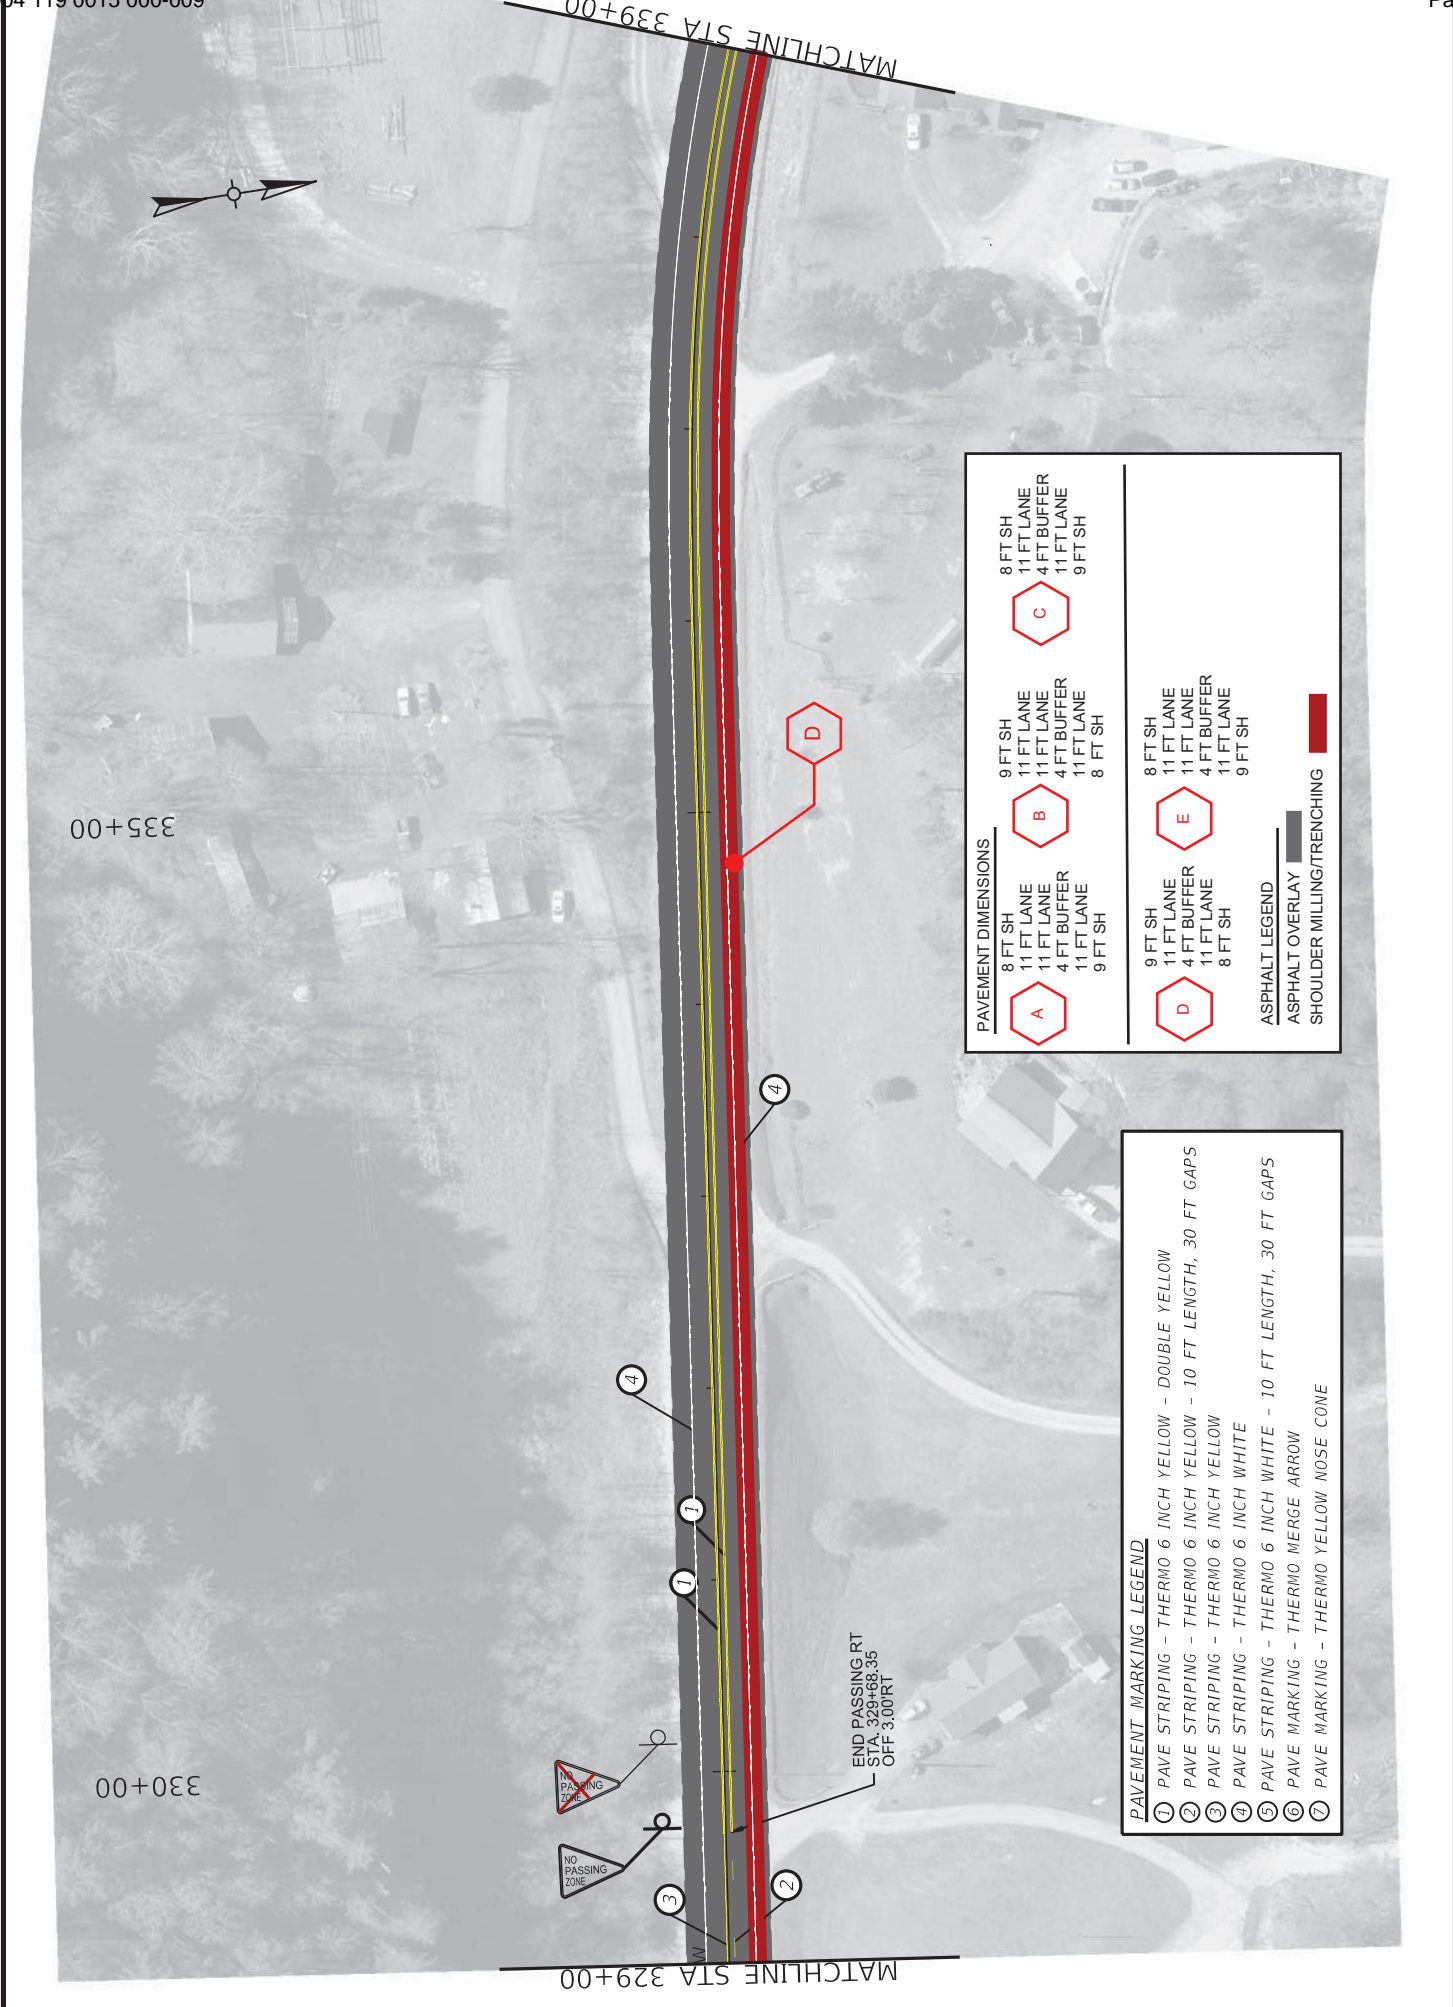 04 119 0015 000-009
Pa
MATCHLINE STA 339+00
335+00
330+00
MATCHLINE STA 329+00
D
4
4
1
1
3
2
NO
PASSING
ZONE
NO
PASSING
ZONE
END PASSING RT
STA. 329+68.35
OFF 3.00'RT
PAVEMENT DIMENSIONS
A
8 FT SH
11 FT LANE
11 FT LANE
4 FT BUFFER
11 FT LANE
9 FT SH
B
9 FT SH
11 FT LANE
11 FT LANE
4 FT BUFFER
11 FT LANE
8 FT SH
C
8 FT SH
11 FT LANE
4 FT BUFFER
11 FT LANE
9 FT SH
D
9 FT SH
11 FT LANE
4 FT BUFFER
11 FT LANE
8 FT SH
E
8 FT SH
11 FT LANE
11 FT LANE
4 FT BUFFER
11 FT LANE
9 FT SH
ASPHALT LEGEND
ASPHALT OVERLAY
SHOULDER MILLING/TRENCHING
PAVEMENT MARKING LEGEND
1 PAVE STRIPING - THERMO 6 INCH YELLOW - DOUBLE YELLOW
2 PAVE STRIPING - THERMO 6 INCH YELLOW - 10 FT LENGTH, 30 FT GAPS
3 PAVE STRIPING - THERMO 6 INCH YELLOW
4 PAVE STRIPING - THERMO 6 INCH WHITE
5 PAVE STRIPING - THERMO 6 INCH WHITE - 10 FT LENGTH, 30 FT GAPS
6 PAVE MARKING - THERMO MERGE ARROW
7 PAVE MARKING - THERMO YELLOW NOSE CONE